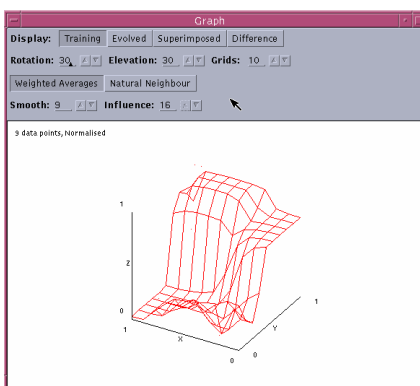 Graph
Display: Training Evolved Superimposed Difference
Rotation: 30 Elevation: 30 Grids: 10
Weighted Averages Natural Neighbour
Smooth: 9 Influence: 16
9 data points, Normalised
1
Z
0
1
X
0
0
Y
1